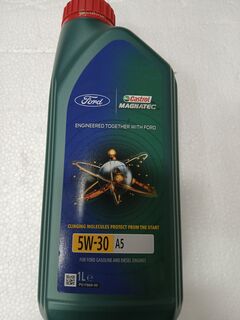 Ford
Castrol
MAGNATEC
ENGINEERED TOGETHER WITH FORD
CLINGING MOLECULES PROTECT FROM THE START
5W-30 A5
FOR FORD GASOLINE AND DIESEL ENGINES
1L e